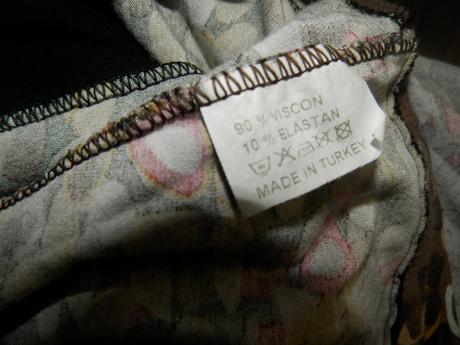 90 % VISCON
10 % ELASTAN
MADE IN TURKEY